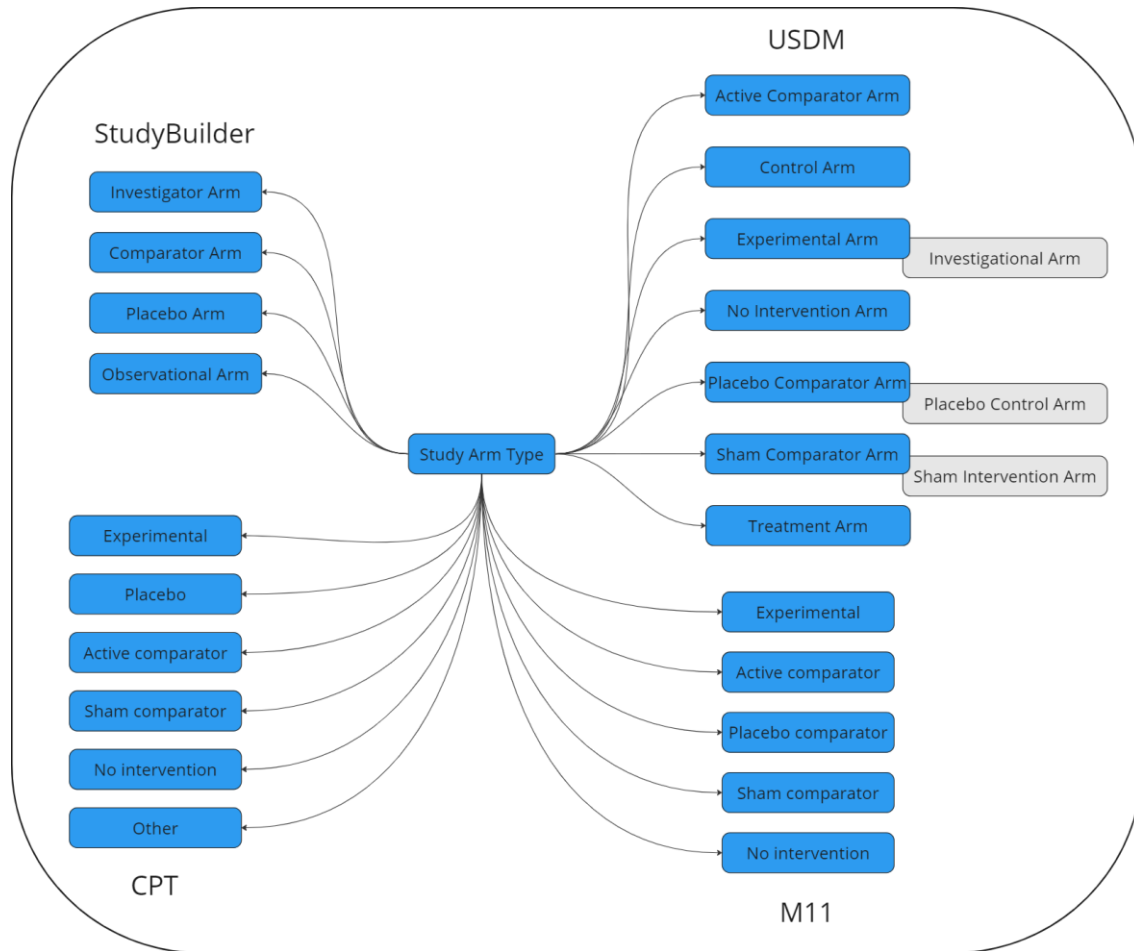 USDM
StudyBuilder
Active Comparator Arm
Control Arm
Experimental Arm
Investigational Arm
No Intervention Arm
Placebo Comparator Arm
Placebo Control Arm
Sham Comparator Arm
Sham Intervention Arm
Treatment Arm
Investigator Arm
Comparator Arm
Placebo Arm
Observational Arm
Study Arm Type
Experimental
Placebo
Active comparator
Sham comparator
No intervention
Other
CPT
Experimental
Active comparator
Placebo comparator
Sham comparator
No intervention
M11